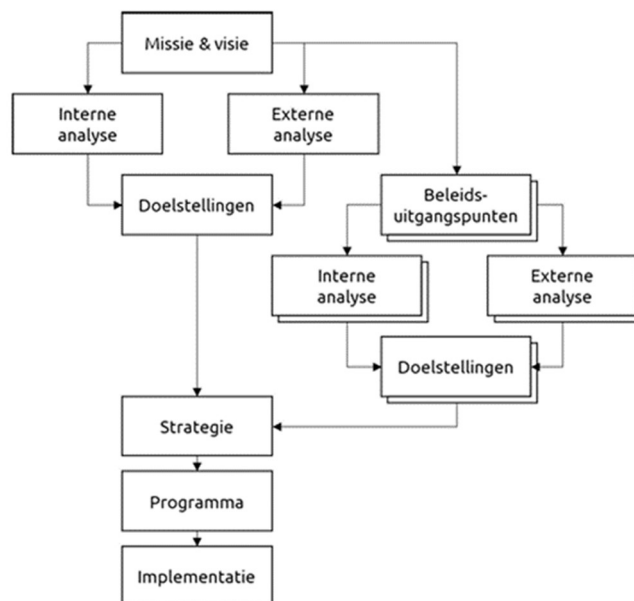 Missie & visie
Interne
analyse
Externe
analyse
Doelstellingen
Beleids-
uitgangspunten
Interne
analyse
Externe
analyse
Doelstellingen
Strategie
Programma
Implementatie